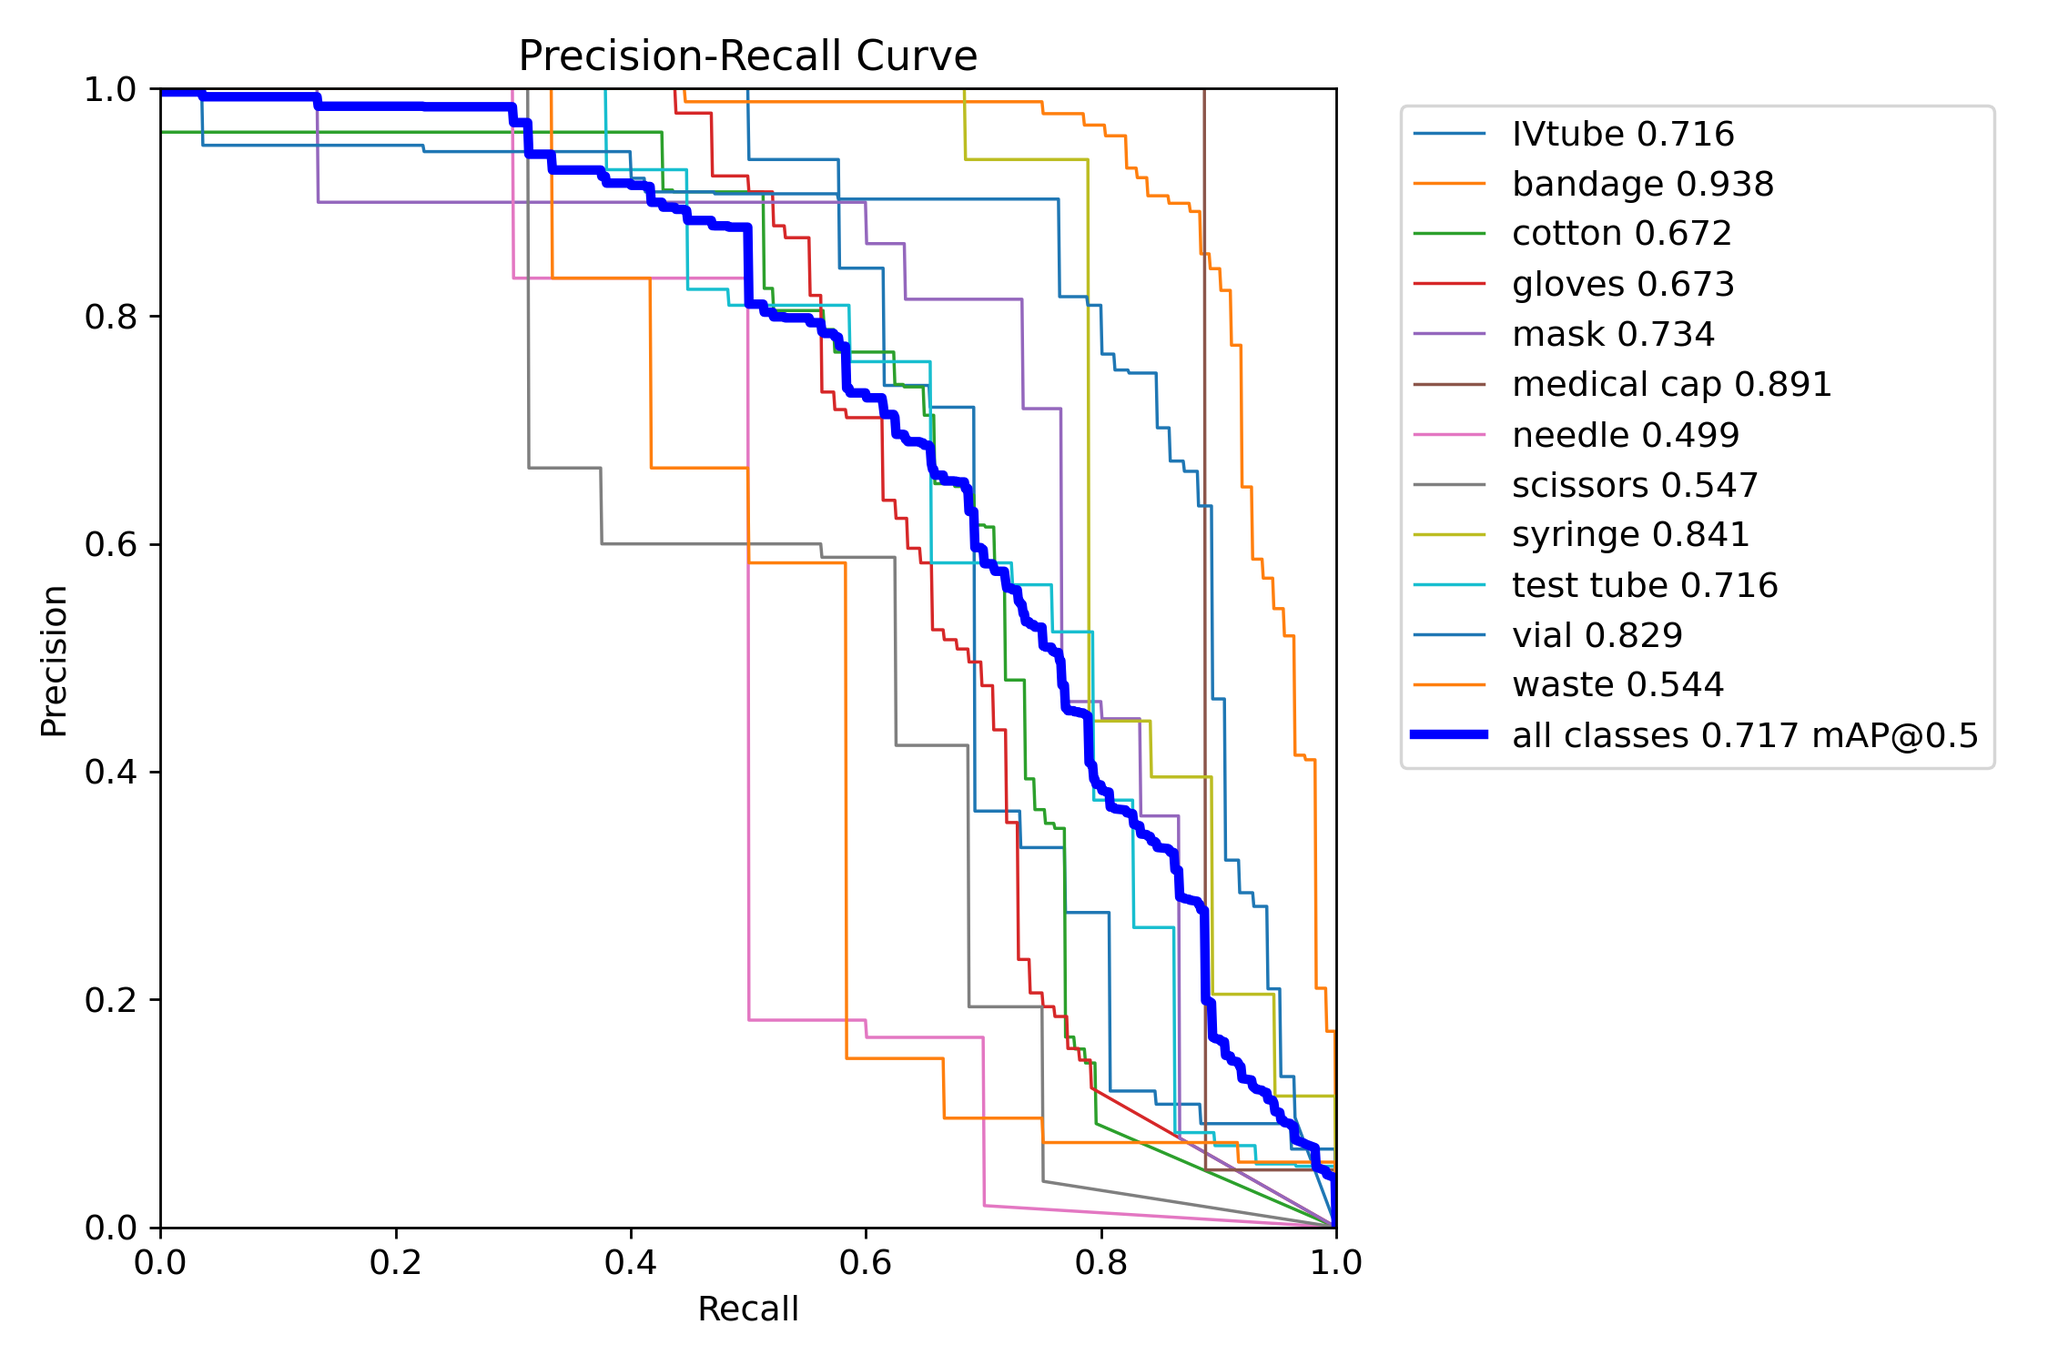 Precision-Recall Curve
1.0
0.8
0.6
0.4
0.2
0.0
Precision
0.0 0.2 0.4 0.6 0.8 1.0
Recall
IVtube 0.716
bandage 0.938
cotton 0.672
gloves 0.673
mask 0.734
medical cap 0.891
needle 0.499
scissors 0.547
syringe 0.841
test tube 0.716
vial 0.829
waste 0.544
all classes 0.717 mAP@0.5